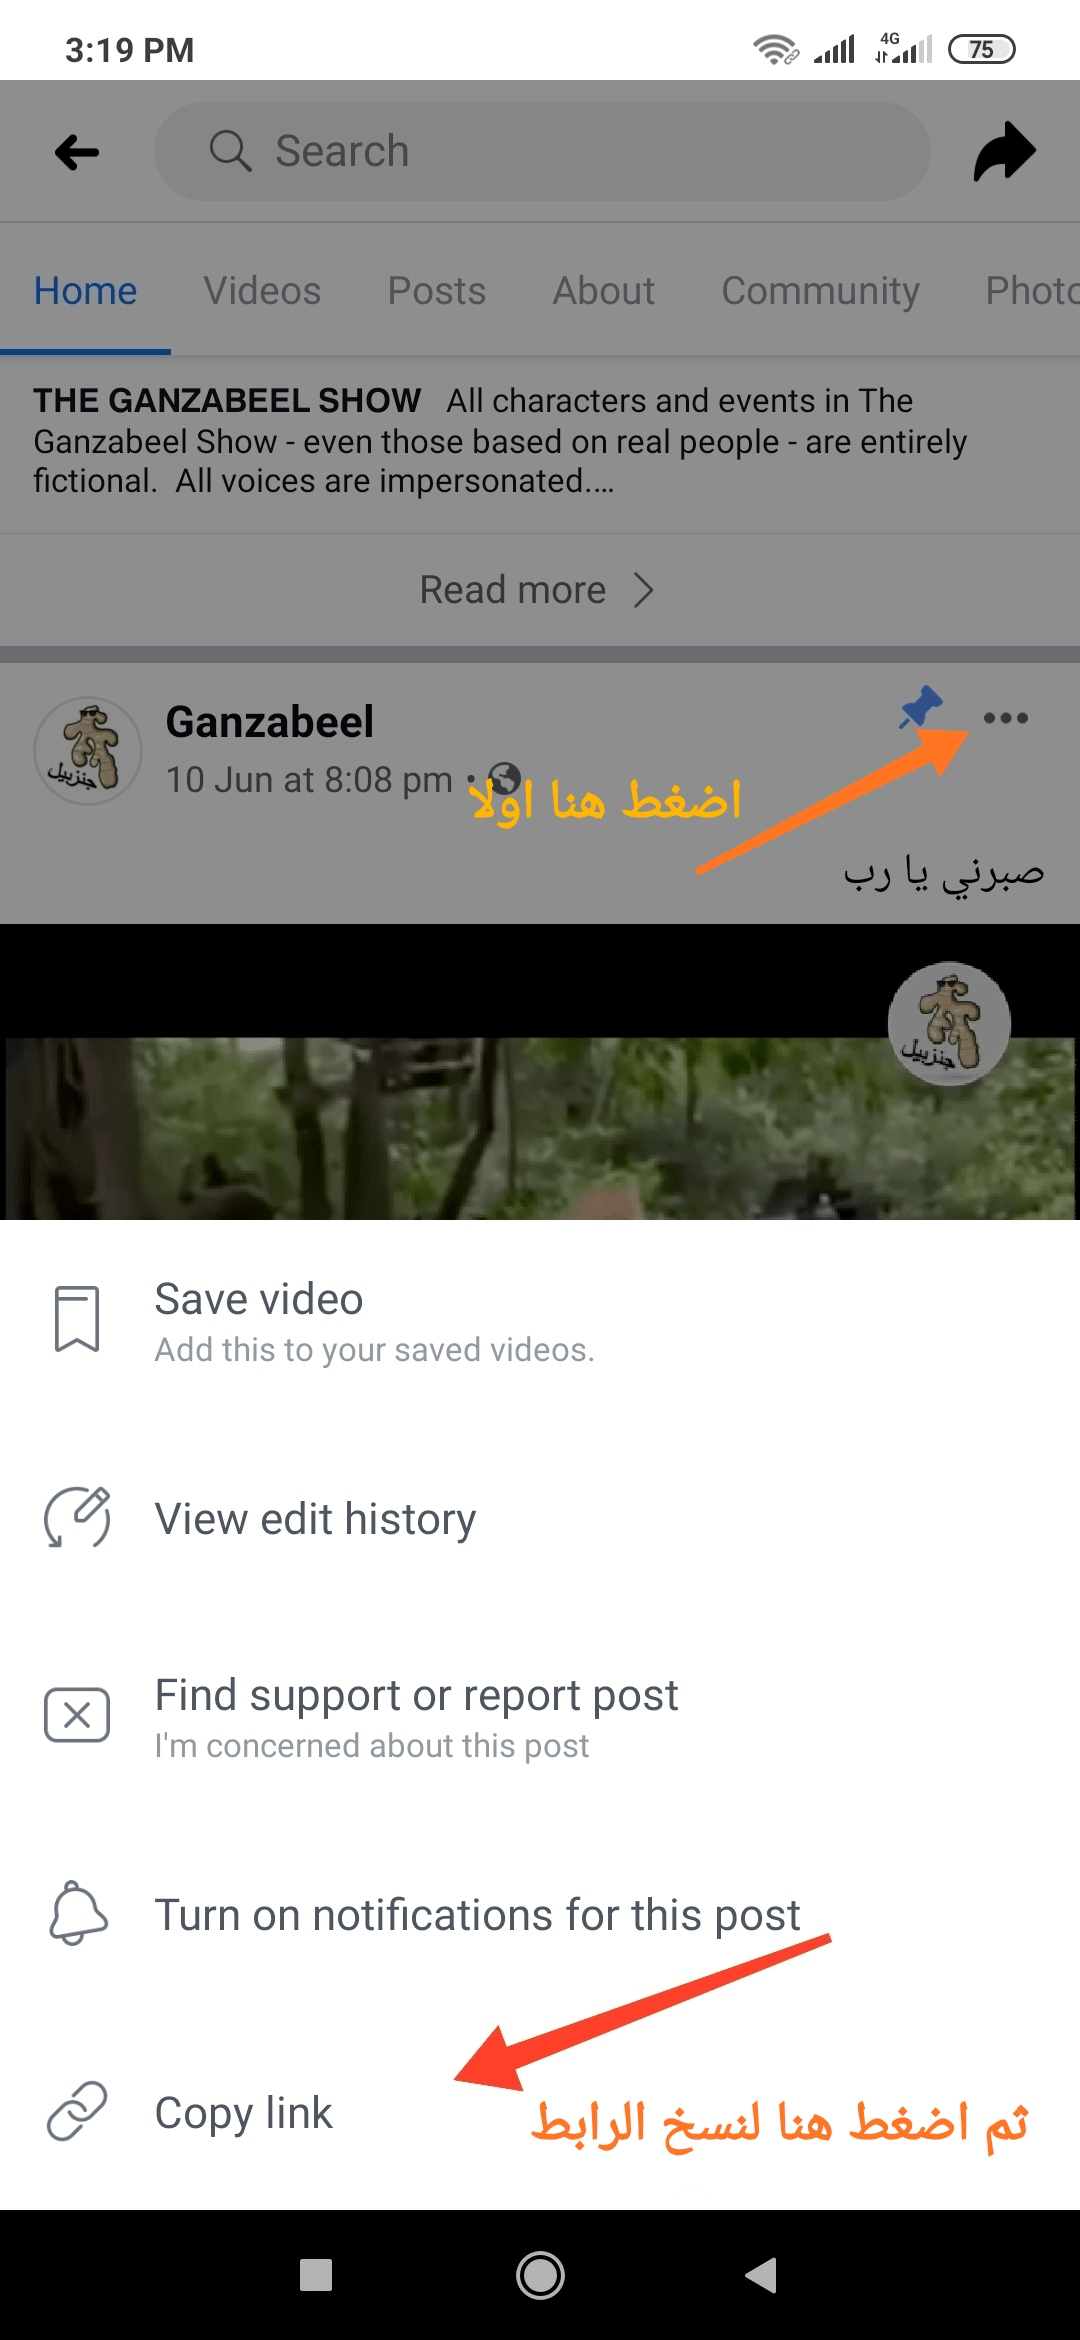 3:19 PM
4G
75
Search
Home Videos Posts About Community Photo
THE GANZABEEL SHOW All characters and events in The
Ganzabeel Show - even those based on real people - are entirely
fictional. All voices are impersonated....
Read more
Ganzabeel
10 Jun at 8:08 pm •
جنزبيل
اضغط هنا اولا
صبرني يا رب
جنزبيل
Save video
Add this to your saved videos.
View edit history
Find support or report post
I'm concerned about this post
Turn on notifications for this post
Copy link
ثم اضغط هنا لنسخ الرابط